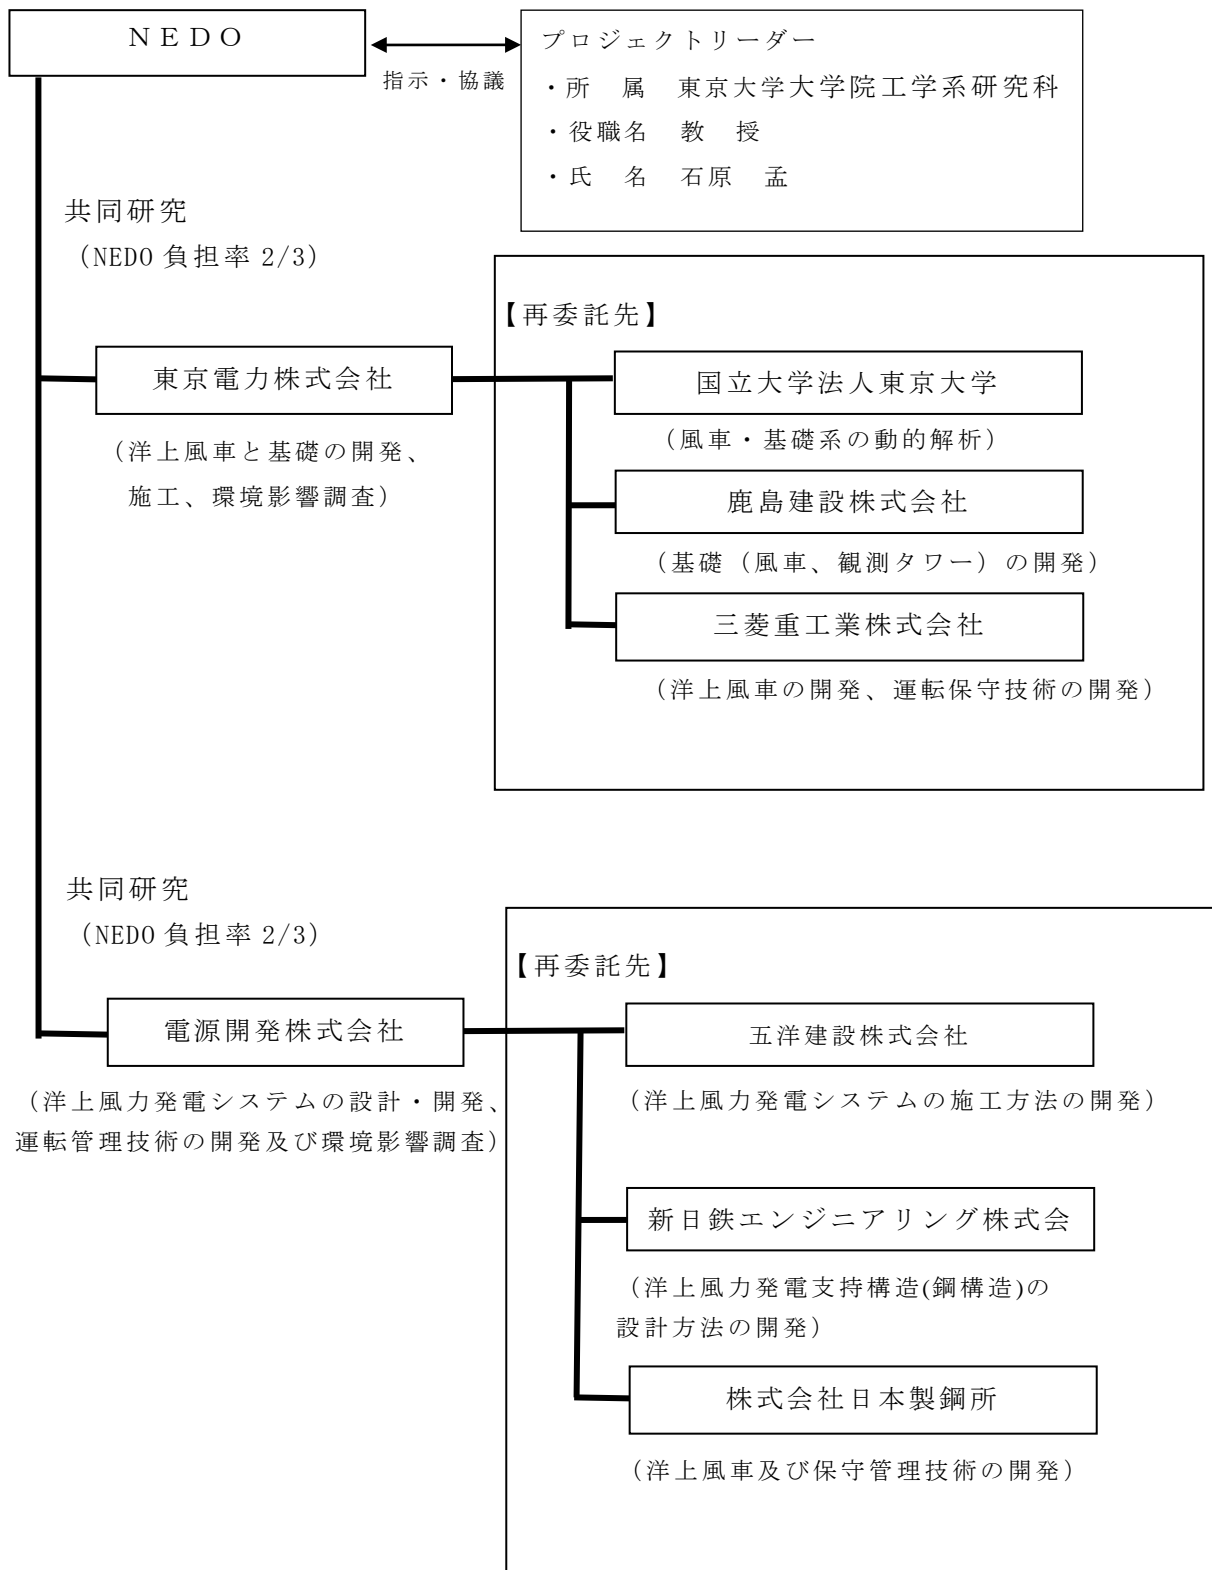 ＮＥＤＯ
指示・協議
プロジェクトリーダー
・所　属　東京大学大学院工学系研究科
・役職名　教　授
・氏　名　石原　孟
共同研究
（NEDO 負担率 2/3）
【再委託先】
東京電力株式会社
（洋上風車と基礎の開発、
施工、環境影響調査）
国立大学法人東京大学
（風車・基礎系の動的解析）
鹿島建設株式会社
（基礎（風車、観測タワー）の開発）
三菱重工業株式会社
（洋上風車の開発、運転保守技術の開発）
共同研究
（NEDO 負担率 2/3）
【再委託先】
電源開発株式会社
（洋上風力発電システムの設計・開発、
運転管理技術の開発及び環境影響調査）
五洋建設株式会社
（洋上風力発電システムの施工方法の開発）
新日鉄エンジニアリング株式会
（洋上風力発電支持構造(鋼構造)の
設計方法の開発）
株式会社日本製鋼所
（洋上風車及び保守管理技術の開発）